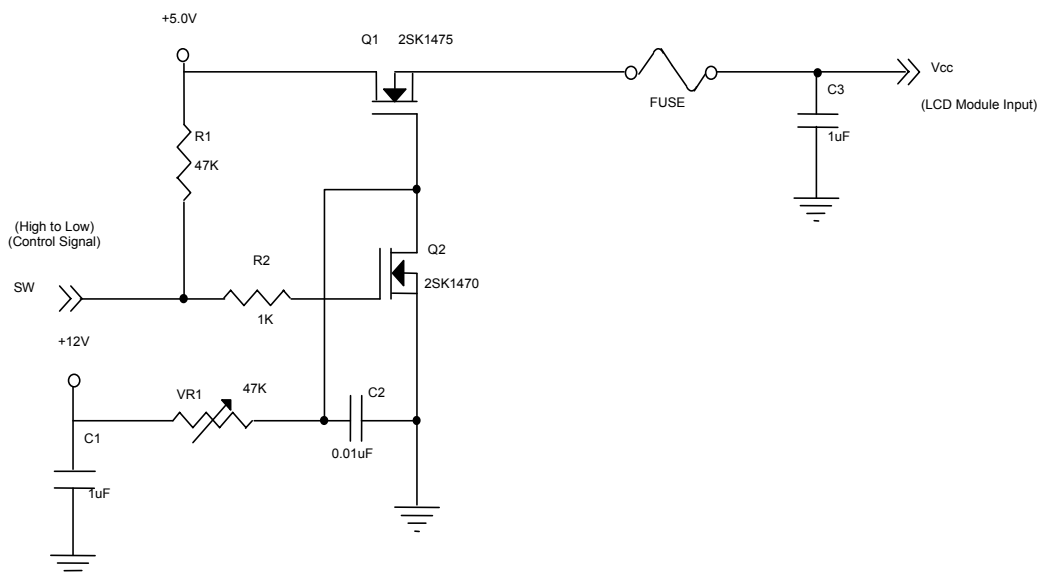 +5.0V
Q1 2SK1475
Vcc
C3
(LCD Module Input)
FUSE
R1
1uF
47K
(High to Low)
(Control Signal)
Q2
R2
2SK1470
SW
1K
+12V
VR1
47K
C2
C1
0.01uF
1uF